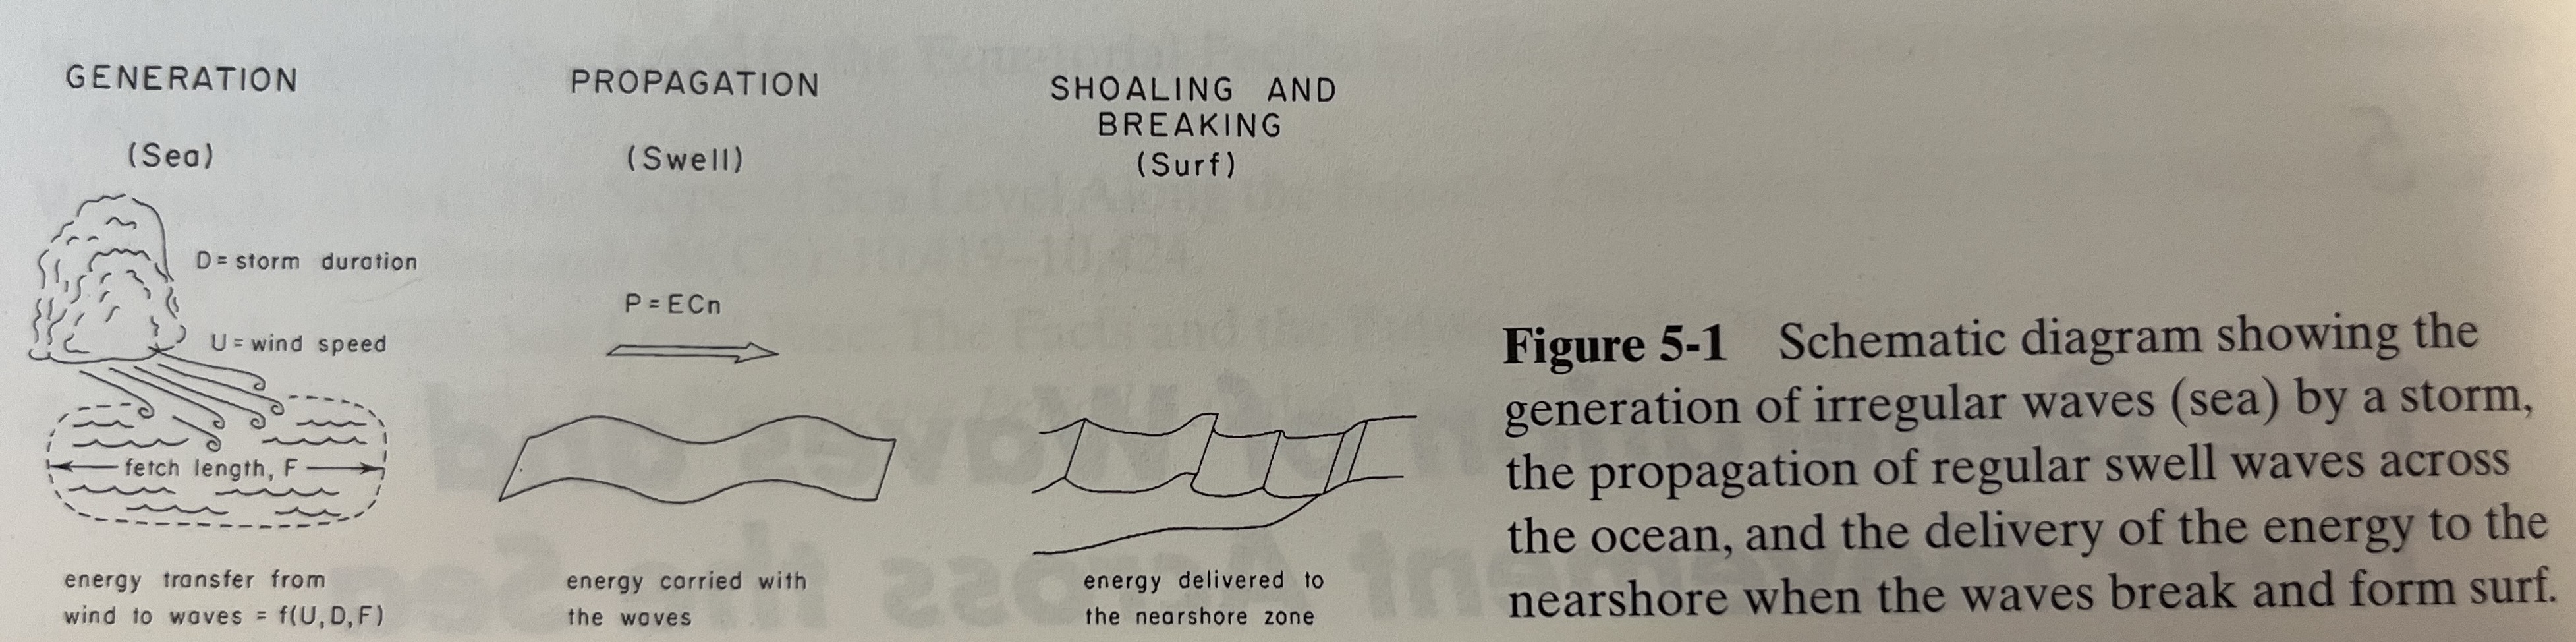 GENERATION
(Sea)
D = storm duration
U = wind speed
fetch length, F
energy transfer from
wind to waves = f(U, D, F)
PROPAGATION
(Swell)
P = ECn
energy carried with
the waves
SHOALING AND
BREAKING
(Surf)
energy delivered to
the nearshore zone
Figure 5-1 Schematic diagram showing the
generation of irregular waves (sea) by a storm,
the propagation of regular swell waves across
the ocean, and the delivery of the energy to the
nearshore when the waves break and form surf.